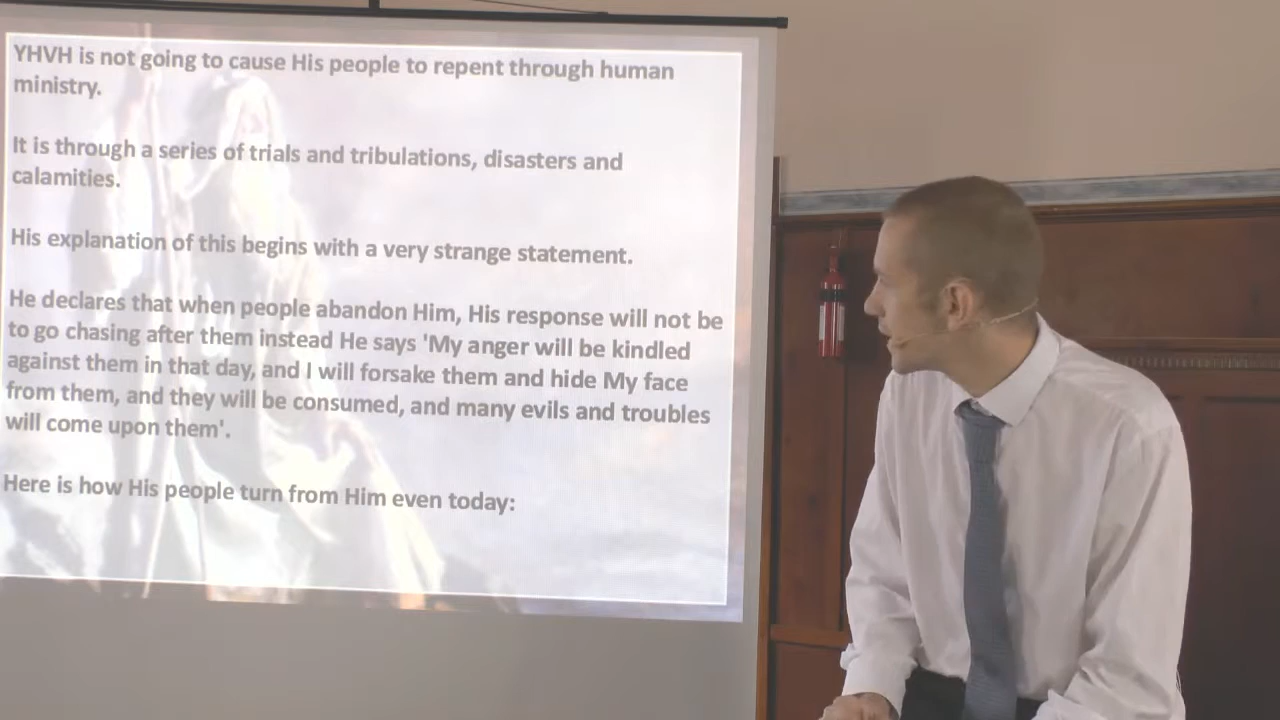 YHVH is not going to cause His people to repent through human
ministry.
It is through a series of trials and tribulations, disasters and
calamities.
His explanation of this begins with a very strange statement.
He declares that when people abandon Him, His response will not be
to go chasing after them instead He says 'My anger will be kindled
against them in that day, and I will forsake them and hide My face
from them, and they will be consumed, and many evils and troubles
will come upon them'.
Here is how His people turn from Him even today: